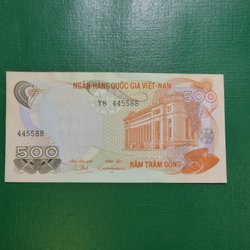 NGÂN-HÀNG QUỐC-GIA VIỆT-NAM
500
Y8 445588
445588
500
NĂM TRĂM ĐỒNG